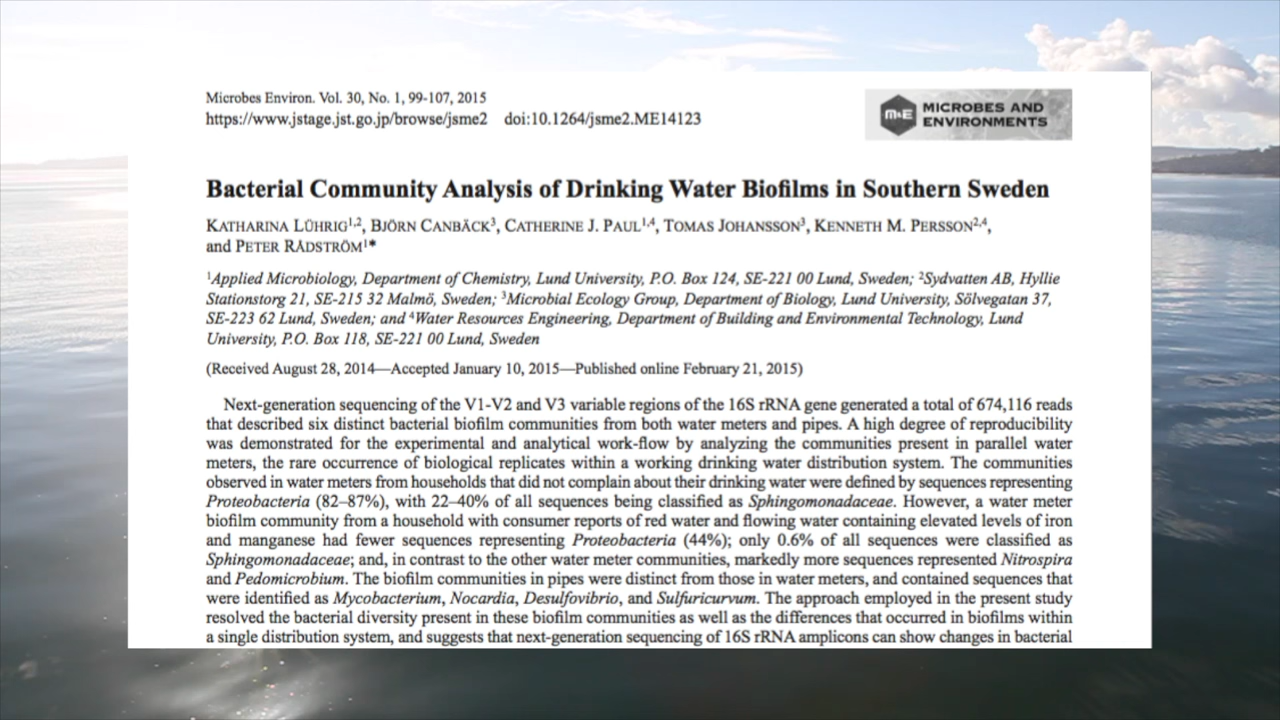 Microbes Environ. Vol. 30, No. 1, 99-107, 2015
https://www.jstage.jst.go.jp/browse/jsme2 doi:10.1264/jsme2.ME14123
M&E MICROBES AND
ENVIRONMENTS
Bacterial Community Analysis of Drinking Water Biofilms in Southern Sweden
KATHARINA LÜHRIG1,2, BJÖRN CANBÄCK3, CATHERINE J. PAUL1,4, TOMAS JOHANSSON3, KENNETH M. PERSSON2,4,
and PETER RÅDSTRÖM1*
1Applied Microbiology, Department of Chemistry, Lund University, P.O. Box 124, SE-221 00 Lund, Sweden; 2Sydvatten AB, Hyllie
Stationstorg 21, SE-215 32 Malmö, Sweden; 3Microbial Ecology Group, Department of Biology, Lund University, Sölvegatan 37,
SE-223 62 Lund, Sweden; and 4Water Resources Engineering, Department of Building and Environmental Technology, Lund
University, P.O. Box 118, SE-221 00 Lund, Sweden
(Received August 28, 2014—Accepted January 10, 2015—Published online February 21, 2015)
Next-generation sequencing of the V1-V2 and V3 variable regions of the 16S rRNA gene generated a total of 674,116 reads
that described six distinct bacterial biofilm communities from both water meters and pipes. A high degree of reproducibility
was demonstrated for the experimental and analytical work-flow by analyzing the communities present in parallel water
meters, the rare occurrence of biological replicates within a working drinking water distribution system. The communities
observed in water meters from households that did not complain about their drinking water were defined by sequences representing
Proteobacteria (82–87%), with 22–40% of all sequences being classified as Sphingomonadaceae. However, a water meter
biofilm community from a household with consumer reports of red water and flowing water containing elevated levels of iron
and manganese had fewer sequences representing Proteobacteria (44%); only 0.6% of all sequences were classified as
Sphingomonadaceae; and, in contrast to the other water meter communities, markedly more sequences represented Nitrospira
and Pedomicrobium. The biofilm communities in pipes were distinct from those in water meters, and contained sequences that
were identified as Mycobacterium, Nocardia, Desulfovibrio, and Sulfuricurvum. The approach employed in the present study
resolved the bacterial diversity present in these biofilm communities as well as the differences that occurred in biofilms within
a single distribution system, and suggests that next-generation sequencing of 16S rRNA amplicons can show changes in bacterial